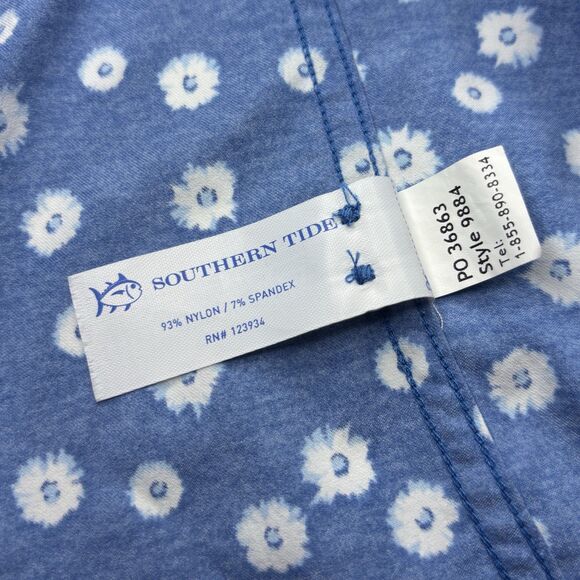 SOUTHERN TIDE
93% NYLON / 7% SPANDEX
RN# 123934
PO 36863
Style 9884
Tel:
1-855-890-8334